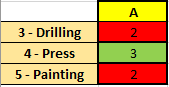 A
3 - Drilling 2
4 - Press 3
5 - Painting 2